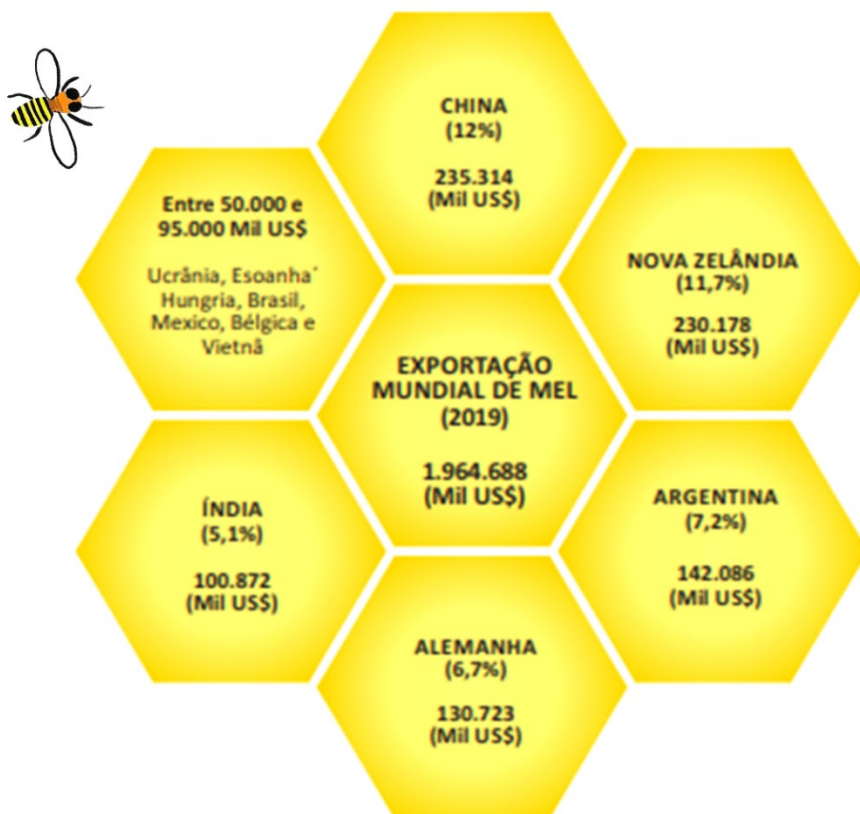 CHINA
(12%)
235.314
(Mil US$)
Entre 50.000 e
95.000 Mil US$
Ucrânia, Esoanha´
Hungria, Brasil,
Mexico, Bélgica e
Vietnã
NOVA ZELÂNDIA
(11,7%)
230.178
(Mil US$)
EXPORTAÇÃO
MUNDIAL DE MEL
(2019)
1.964.688
(Mil US$)
ÍNDIA
(5,1%)
100.872
(Mil US$)
ARGENTINA
(7,2%)
142.086
(Mil US$)
ALEMANHA
(6,7%)
130.723
(Mil US$)